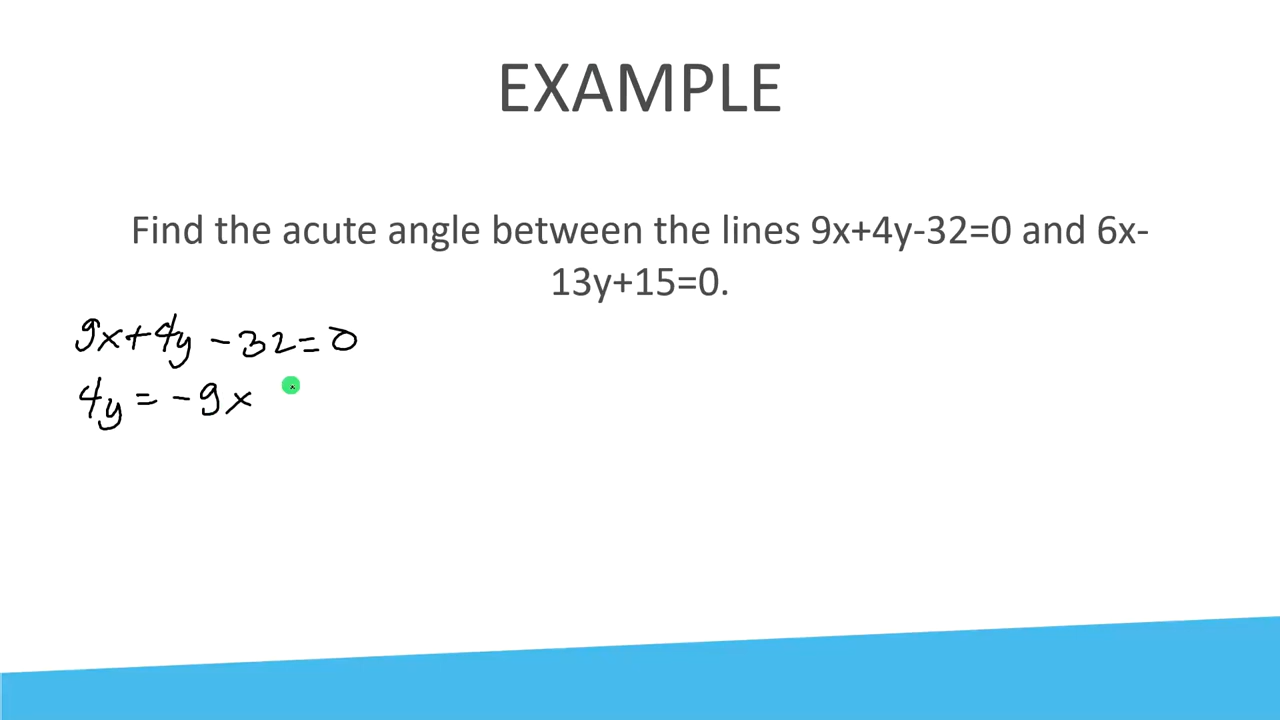 EXAMPLE
Find the acute angle between the lines 9x+4y-32=0 and 6x-
13y+15=0.
9x+4y-32=0
4y=-9x